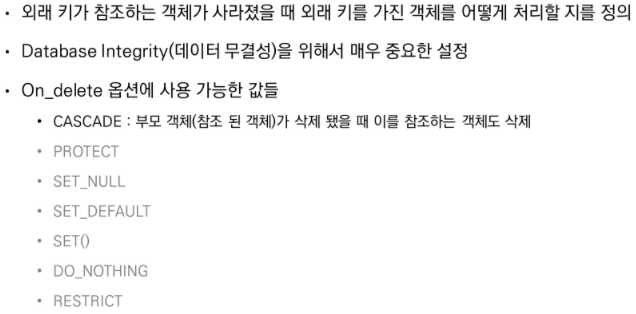 • 외래 키가 참조하는 객체가 사라졌을 때 외래 키를 가진 객체를 어떻게 처리할 지를 정의
• Database Integrity(데이터 무결성)을 위해서 매우 중요한 설정
• On_delete 옵션에 사용 가능한 값들
• CASCADE : 부모 객체(참조 된 객체)가 삭제 됐을 때 이를 참조하는 객체도 삭제
• PROTECT
• SET_NULL
• SET_DEFAULT
• SET()
• DO_NOTHING
• RESTRICT